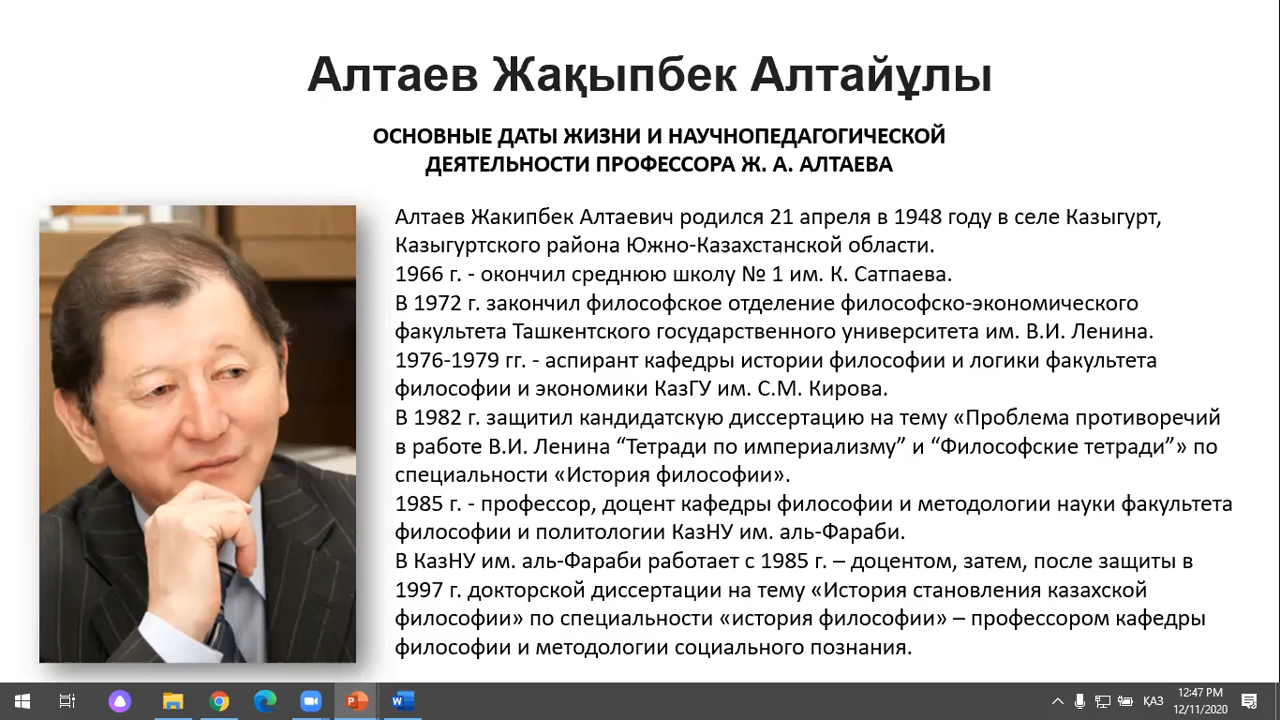 Алтаев Жақыпбек Алтайұлы
ОСНОВНЫЕ ДАТЫ ЖИЗНИ И НАУЧНОПЕДАГОГИЧЕСКОЙ
ДЕЯТЕЛЬНОСТИ ПРОФЕССОРА Ж. А. АЛТАЕВА
Алтаев Жакипбек Алтаевич родился 21 апреля в 1948 году в селе Казыгурт,
Казыгуртского района Южно-Казахстанской области.
1966 г. - окончил среднюю школу № 1 им. К. Сатпаева.
В 1972 г. закончил философское отделение философско-экономического
факультета Ташкентского государственного университета им. В.И. Ленина.
1976-1979 гг. - аспирант кафедры истории философии и логики факультета
философии и экономики КазГУ им. С.М. Кирова.
В 1982 г. защитил кандидатскую диссертацию на тему «Проблема противоречий
в работе В.И. Ленина “Тетради по империализму” и “Философские тетради”» по
специальности «История философии».
1985 г. - профессор, доцент кафедры философии и методологии науки факультета
философии и политологии КазНУ им. аль-Фараби.
В КазНУ им. аль-Фараби работает с 1985 г. – доцентом, затем, после защиты в
1997 г. докторской диссертации на тему «История становления казахской
философии» по специальности «история философии» – профессором кафедры
философии и методологии социального познания.
ҚАЗ
12:47 PM
12/11/2020